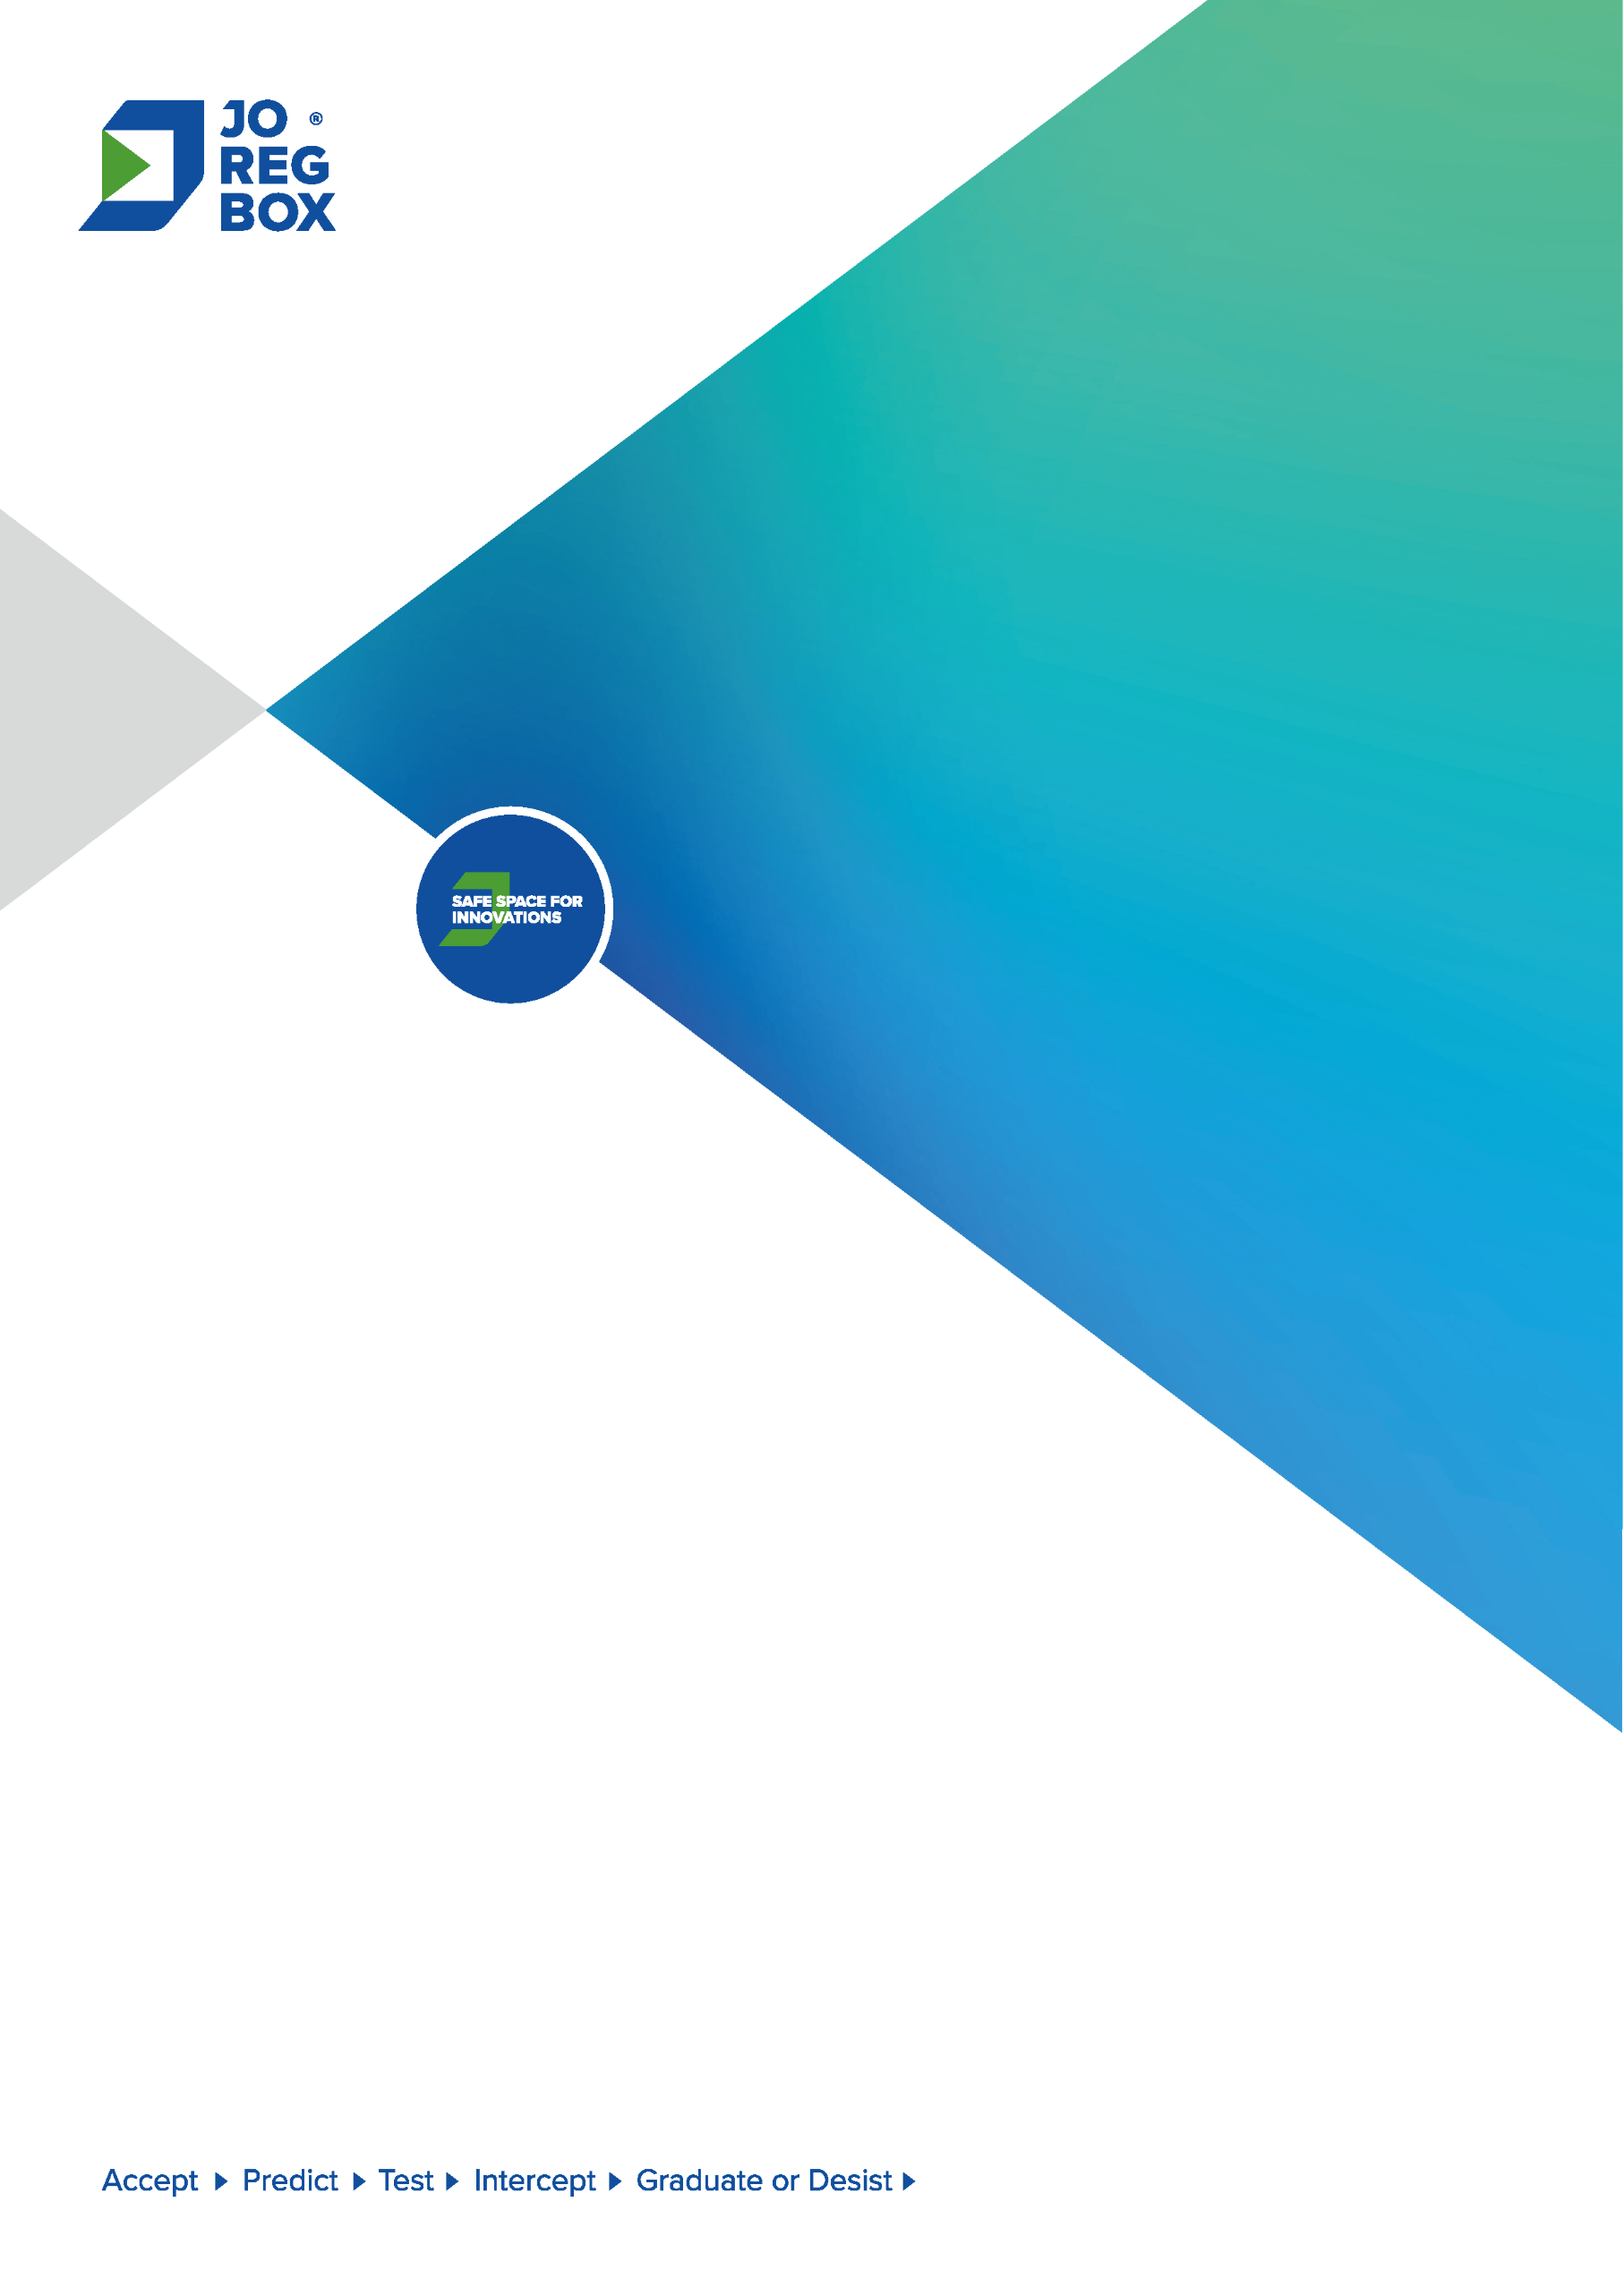 JO ®
REG
BOX
SAFE SPACE FOR
INNOVATIONS
Accept ▶ Predict ▶ Test ▶ Intercept ▶ Graduate or Desist ▶